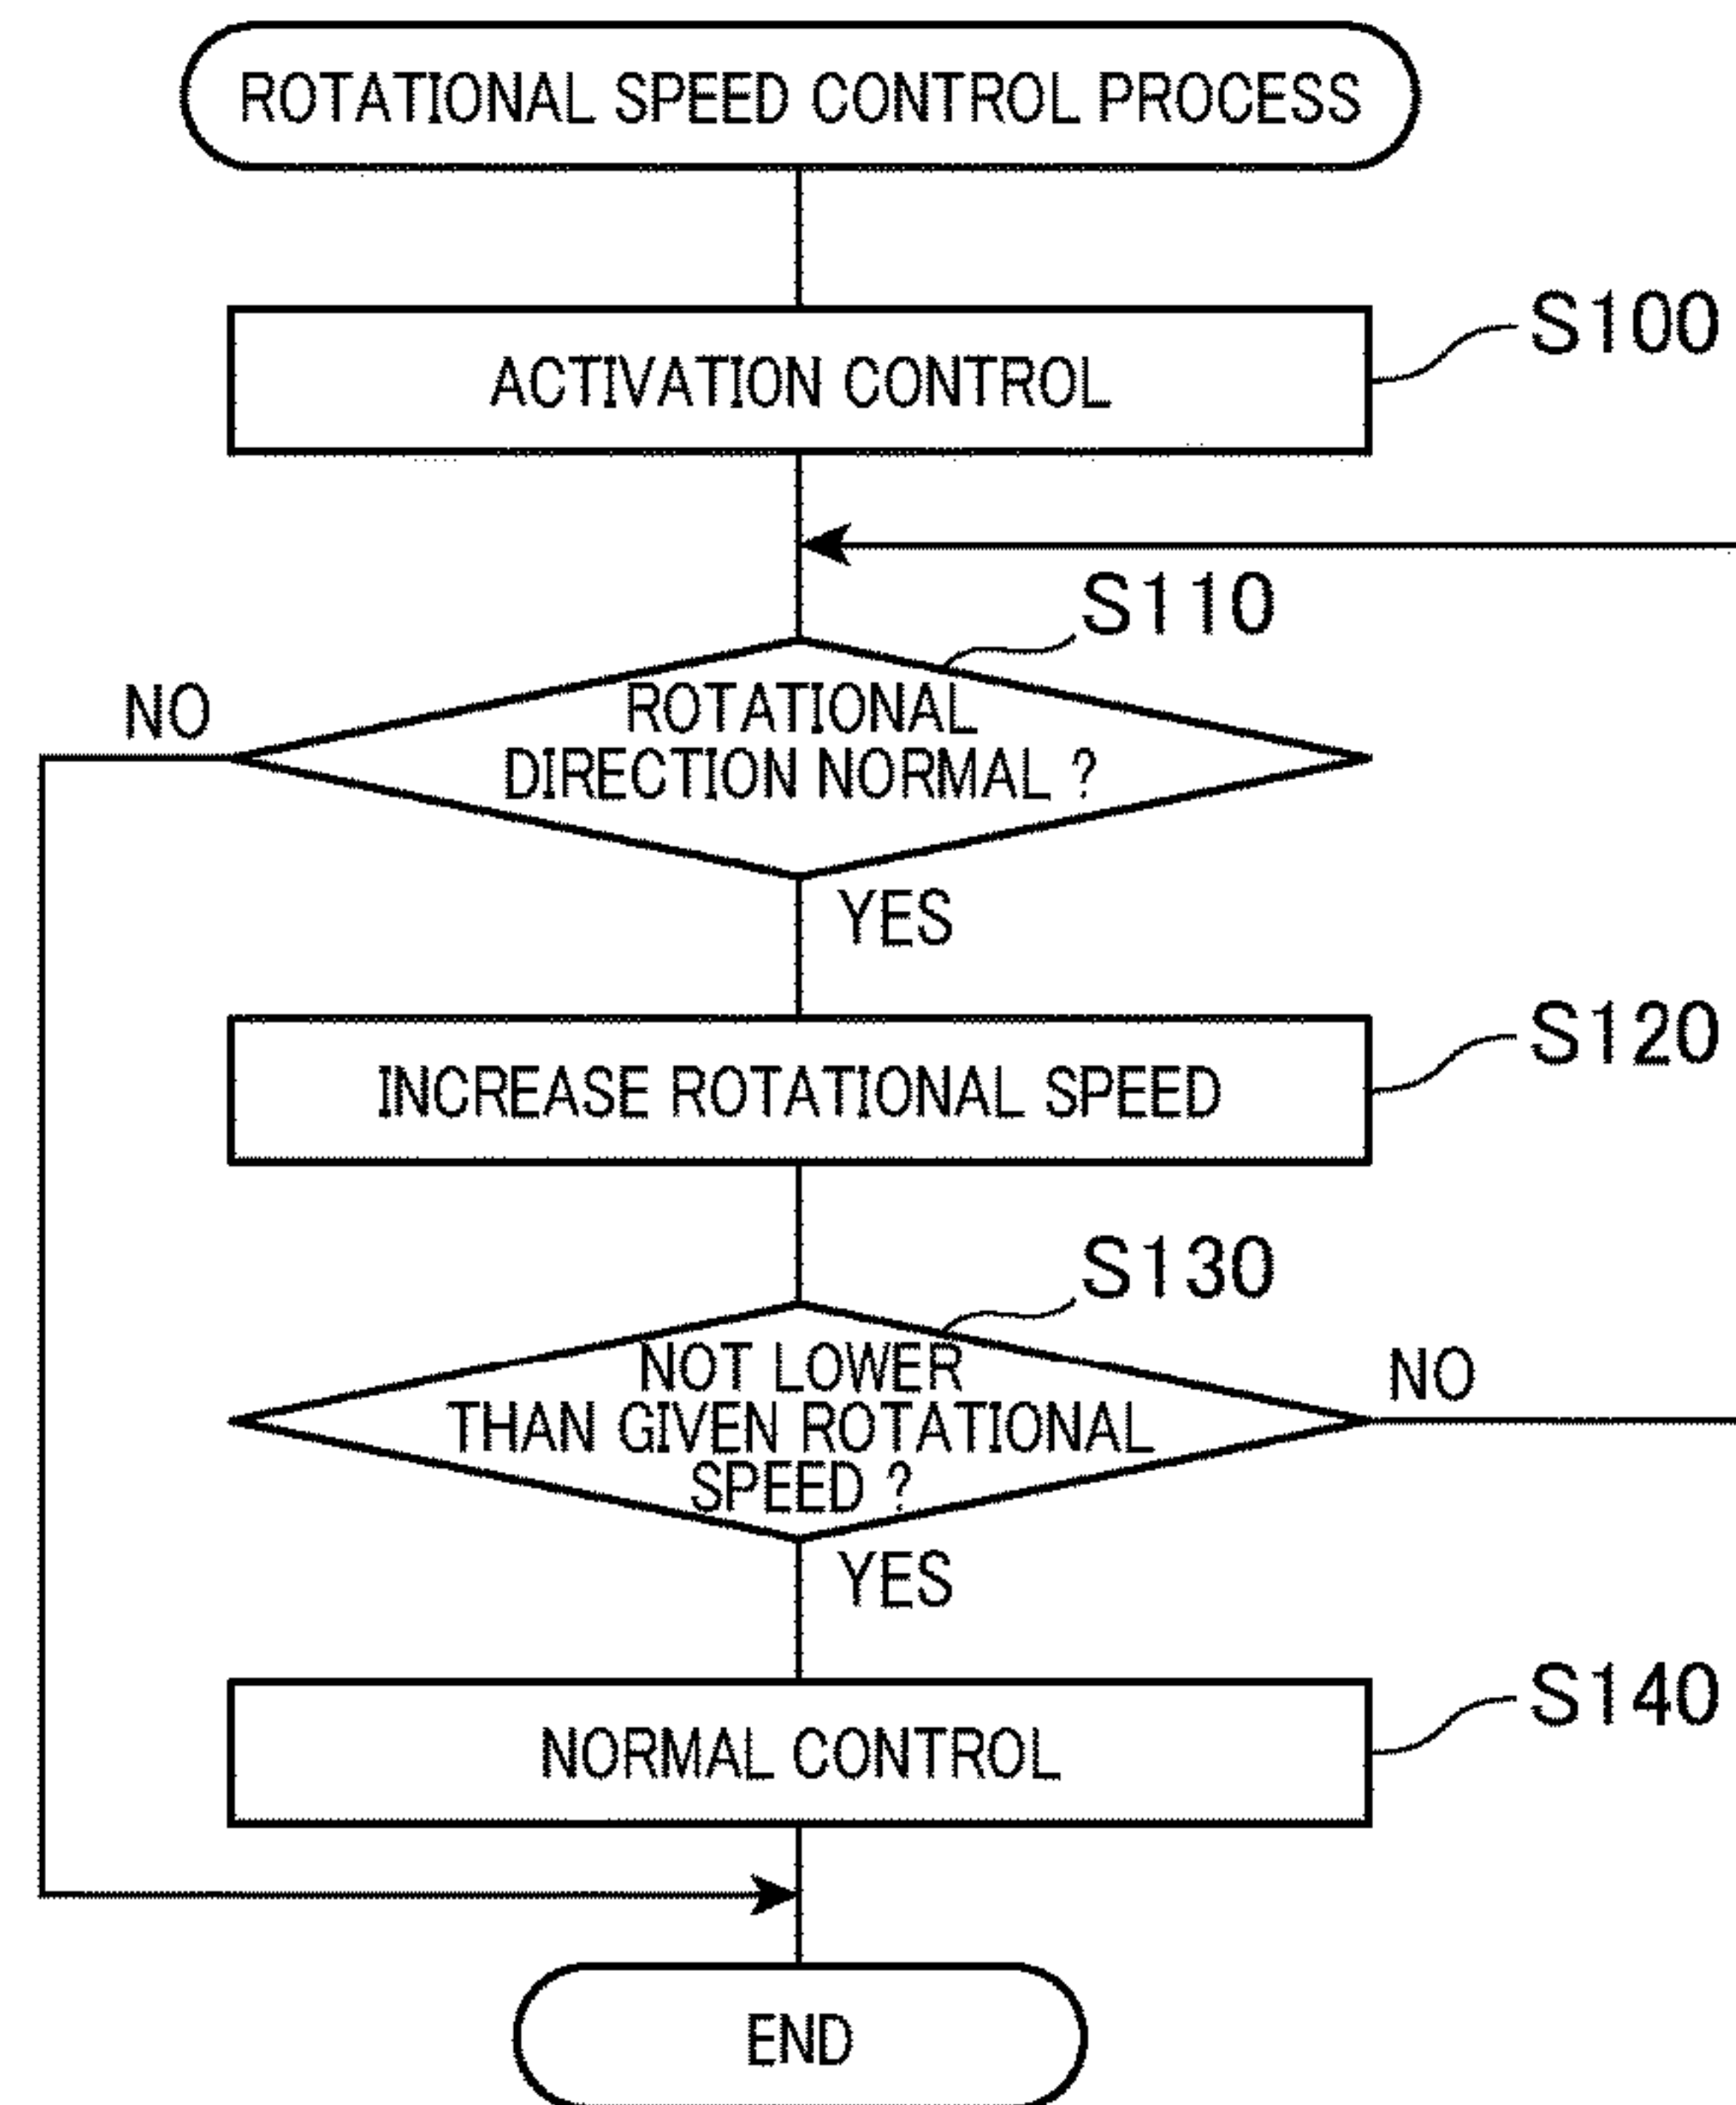 ROTATIONAL SPEED CONTROL PROCESS
S100
ACTIVATION CONTROL
S110
NO
ROTATIONAL
DIRECTION NORMAL ?
YES
S120
INCREASE ROTATIONAL SPEED
S130
NOT LOWER
NO
THAN GIVEN ROTATIONAL
SPEED ?
YES
S140
NORMAL CONTROL
END